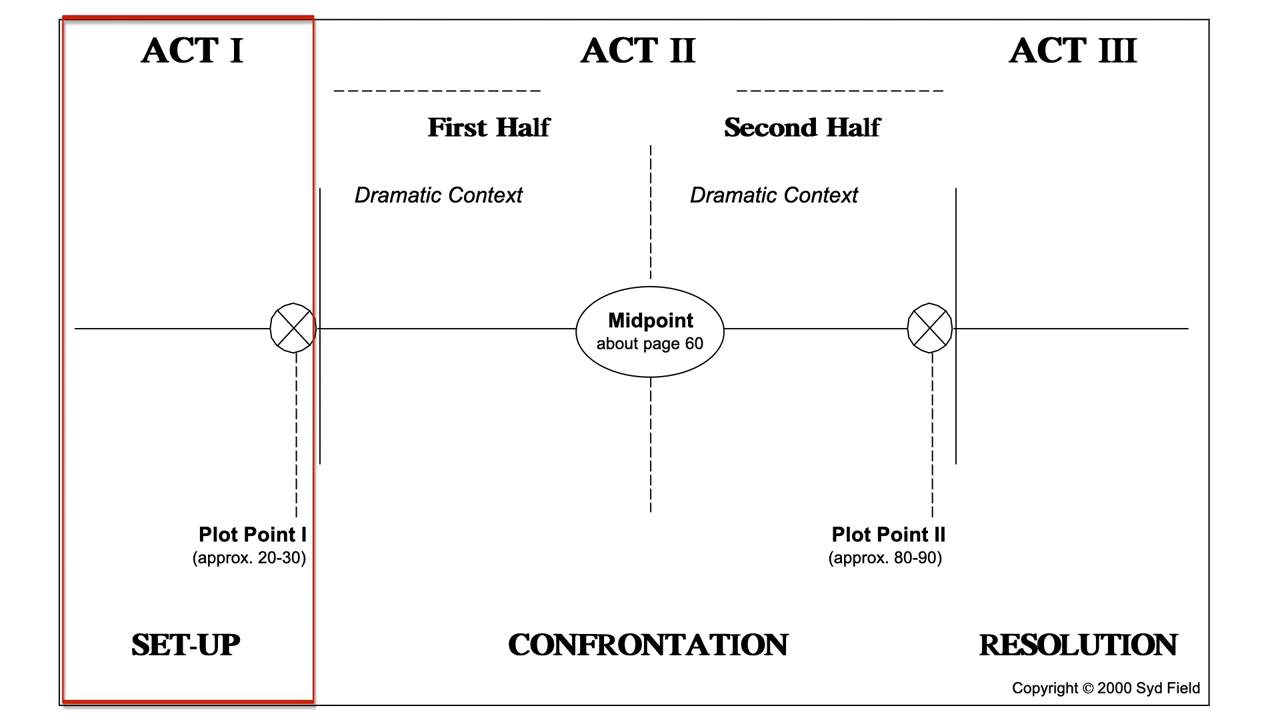 ACT I
ACT II
ACT III
First Half
Second Half
Dramatic Context
Dramatic Context
Midpoint
about page 60
Plot Point I
(approx. 20-30)
Plot Point II
(approx. 80-90)
SET-UP
CONFRONTATION
RESOLUTION
Copyright © 2000 Syd Field